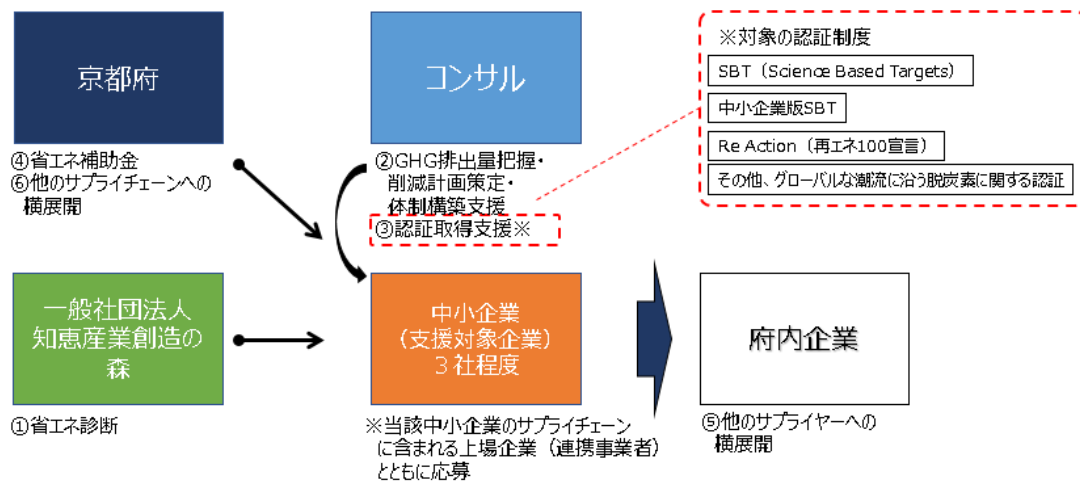 京都府
④省エネ補助金
⑥他のサプライチェーンへの
横展開
コンサル
②GHG排出量把握・
削減計画策定・
体制構築支援
③認証取得支援※
※対象の認証制度
SBT（Science Based Targets）
中小企業版SBT
Re Action（再エネ100宣言）
その他、グローバルな潮流に沿う脱炭素に関する認証
一般社団法人
知恵産業創造の
森
①省エネ診断
中小企業
（支援対象企業）
３社程度
※当該中小企業のサプライチェーン
に含まれる上場企業（連携事業者）
とともに応募
府内企業
⑤他のサプライヤーへの
横展開